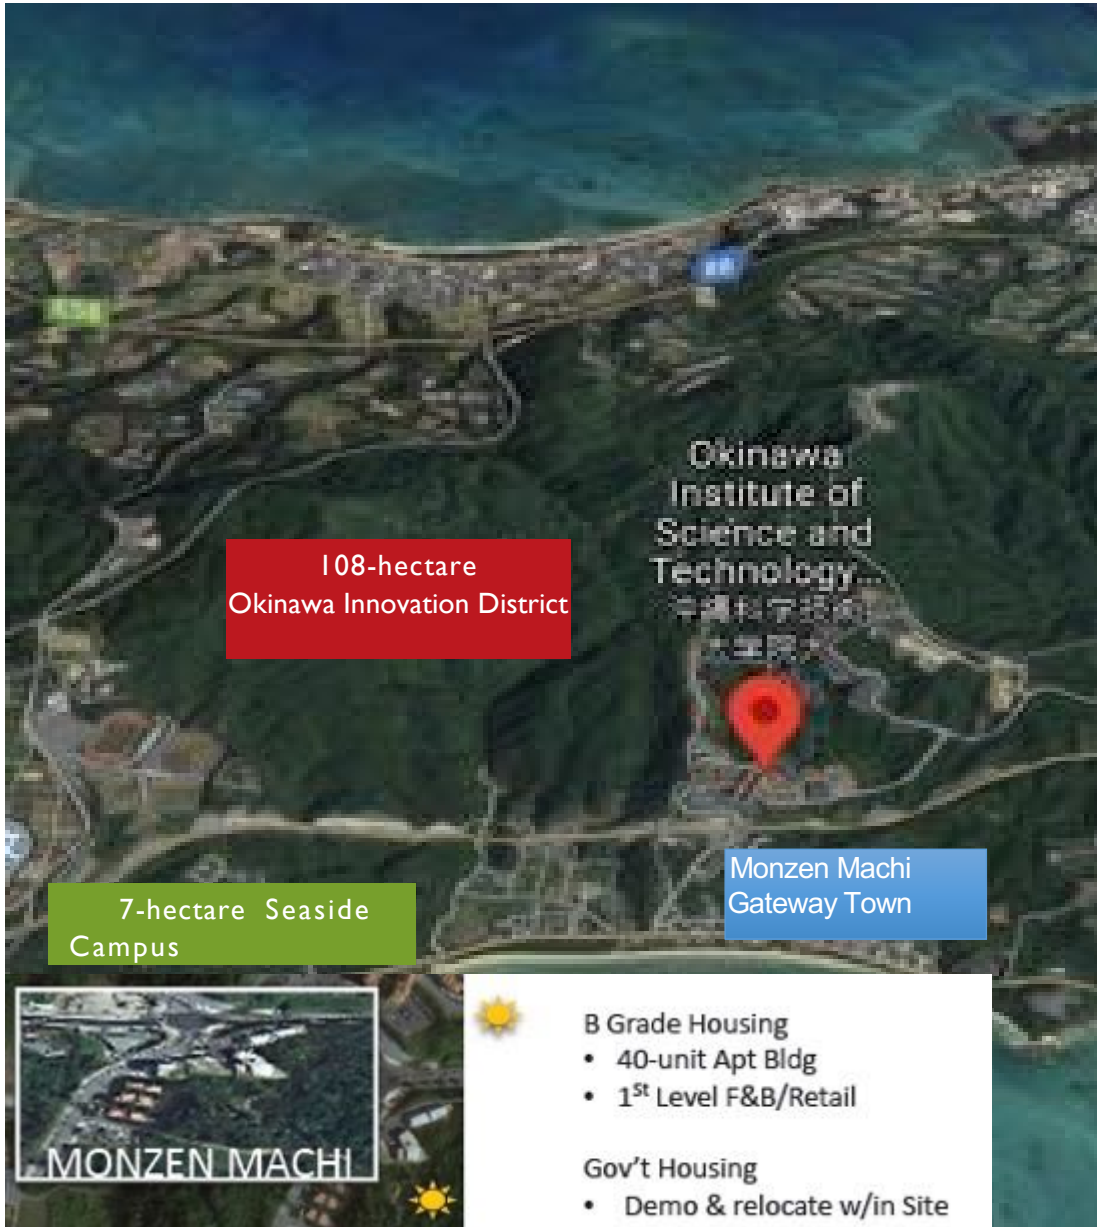 Okinawa
Institute of
Science and
Technology...
108-hectare
Okinawa Innovation District
Monzen Machi
Gateway Town
7-hectare Seaside
Campus
MONZEN MACHI
B Grade Housing
• 40-unit Apt Bldg
• 1St Level F&B/Retail
Gov't Housing
• Demo & relocate w/in Site